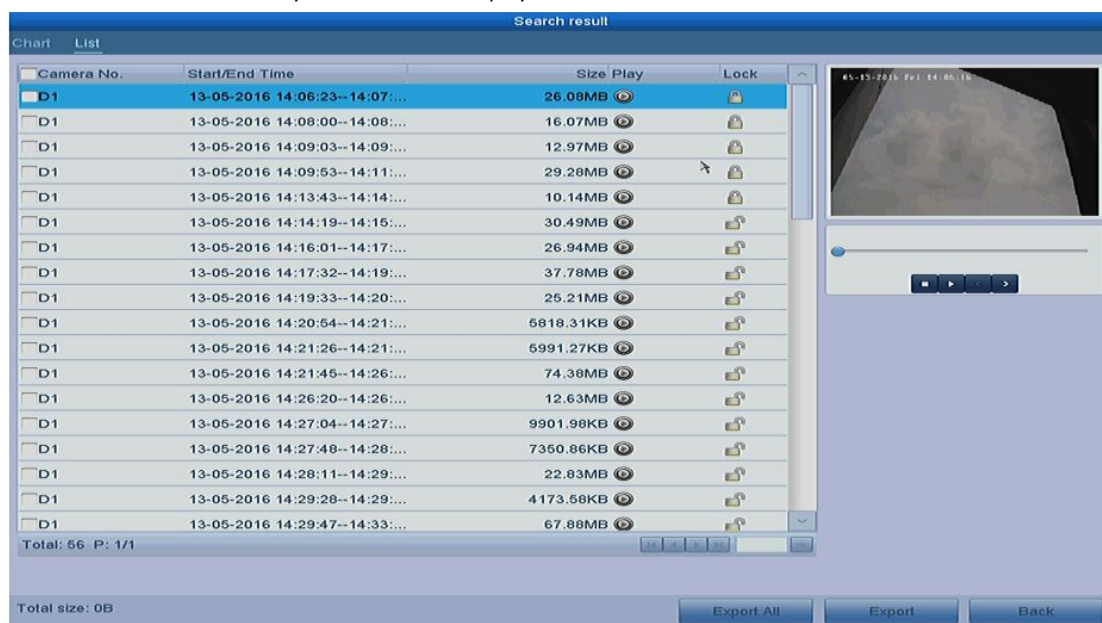 Search result
Chart List
Camera No. Start/End Time Size Play Lock
D1 13-05-2016 14:06:23--14:07:... 26.08MB
D1 13-05-2016 14:08:00--14:08:... 16.07MB
D1 13-05-2016 14:09:03--14:09:... 12.97MB
D1 13-05-2016 14:09:53--14:11:... 29.28MB
D1 13-05-2016 14:13:43--14:14:... 10.14MB
D1 13-05-2016 14:14:19--14:15:... 30.49MB
D1 13-05-2016 14:16:01--14:17:... 26.94MB
D1 13-05-2016 14:17:32--14:19:... 37.78MB
D1 13-05-2016 14:19:33--14:20:... 25.21MB
D1 13-05-2016 14:20:54--14:21:... 5818.31KB
D1 13-05-2016 14:21:26--14:21:... 5991.27KB
D1 13-05-2016 14:21:45--14:26:... 74.38MB
D1 13-05-2016 14:26:20--14:26:... 12.63MB
D1 13-05-2016 14:27:04--14:27:... 9901.98KB
D1 13-05-2016 14:27:48--14:28:... 7350.86KB
D1 13-05-2016 14:28:11--14:29:... 22.83MB
D1 13-05-2016 14:29:28--14:29:... 4173.58KB
D1 13-05-2016 14:29:47--14:33:... 67.88MB
Total: 56 P: 1/1
05-13-2016 Fri 14:06:16
Total size: 0B
Export All Export Back